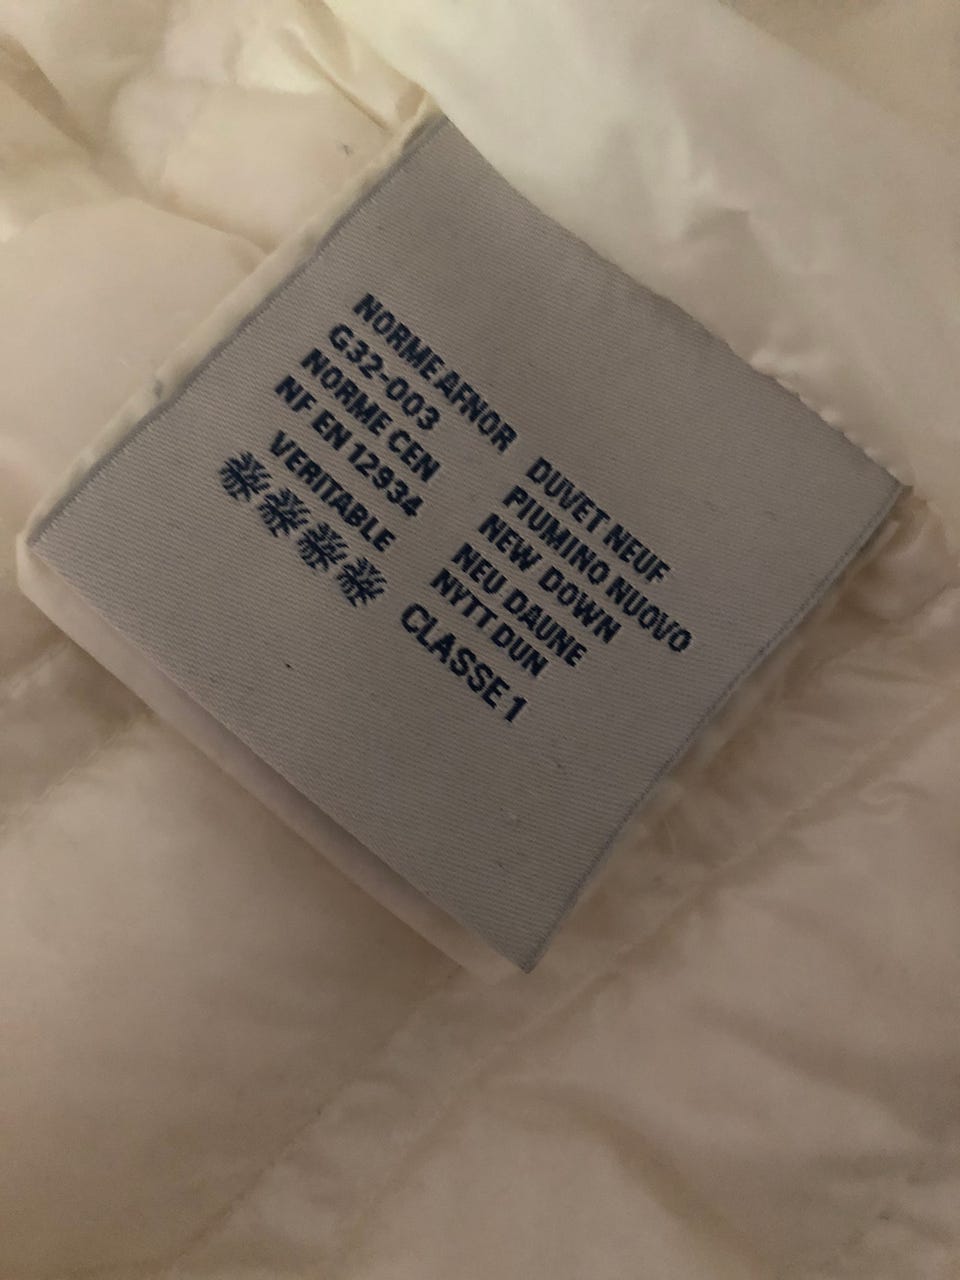 NORME AFNOR
G32-003
NORME CEN
NF EN 12934
VERITABLE
DUVET NEUF
PIUMINO NUOVO
NEW DOWN
NEU DAUNE
NYTT DUN
CLASSE 1